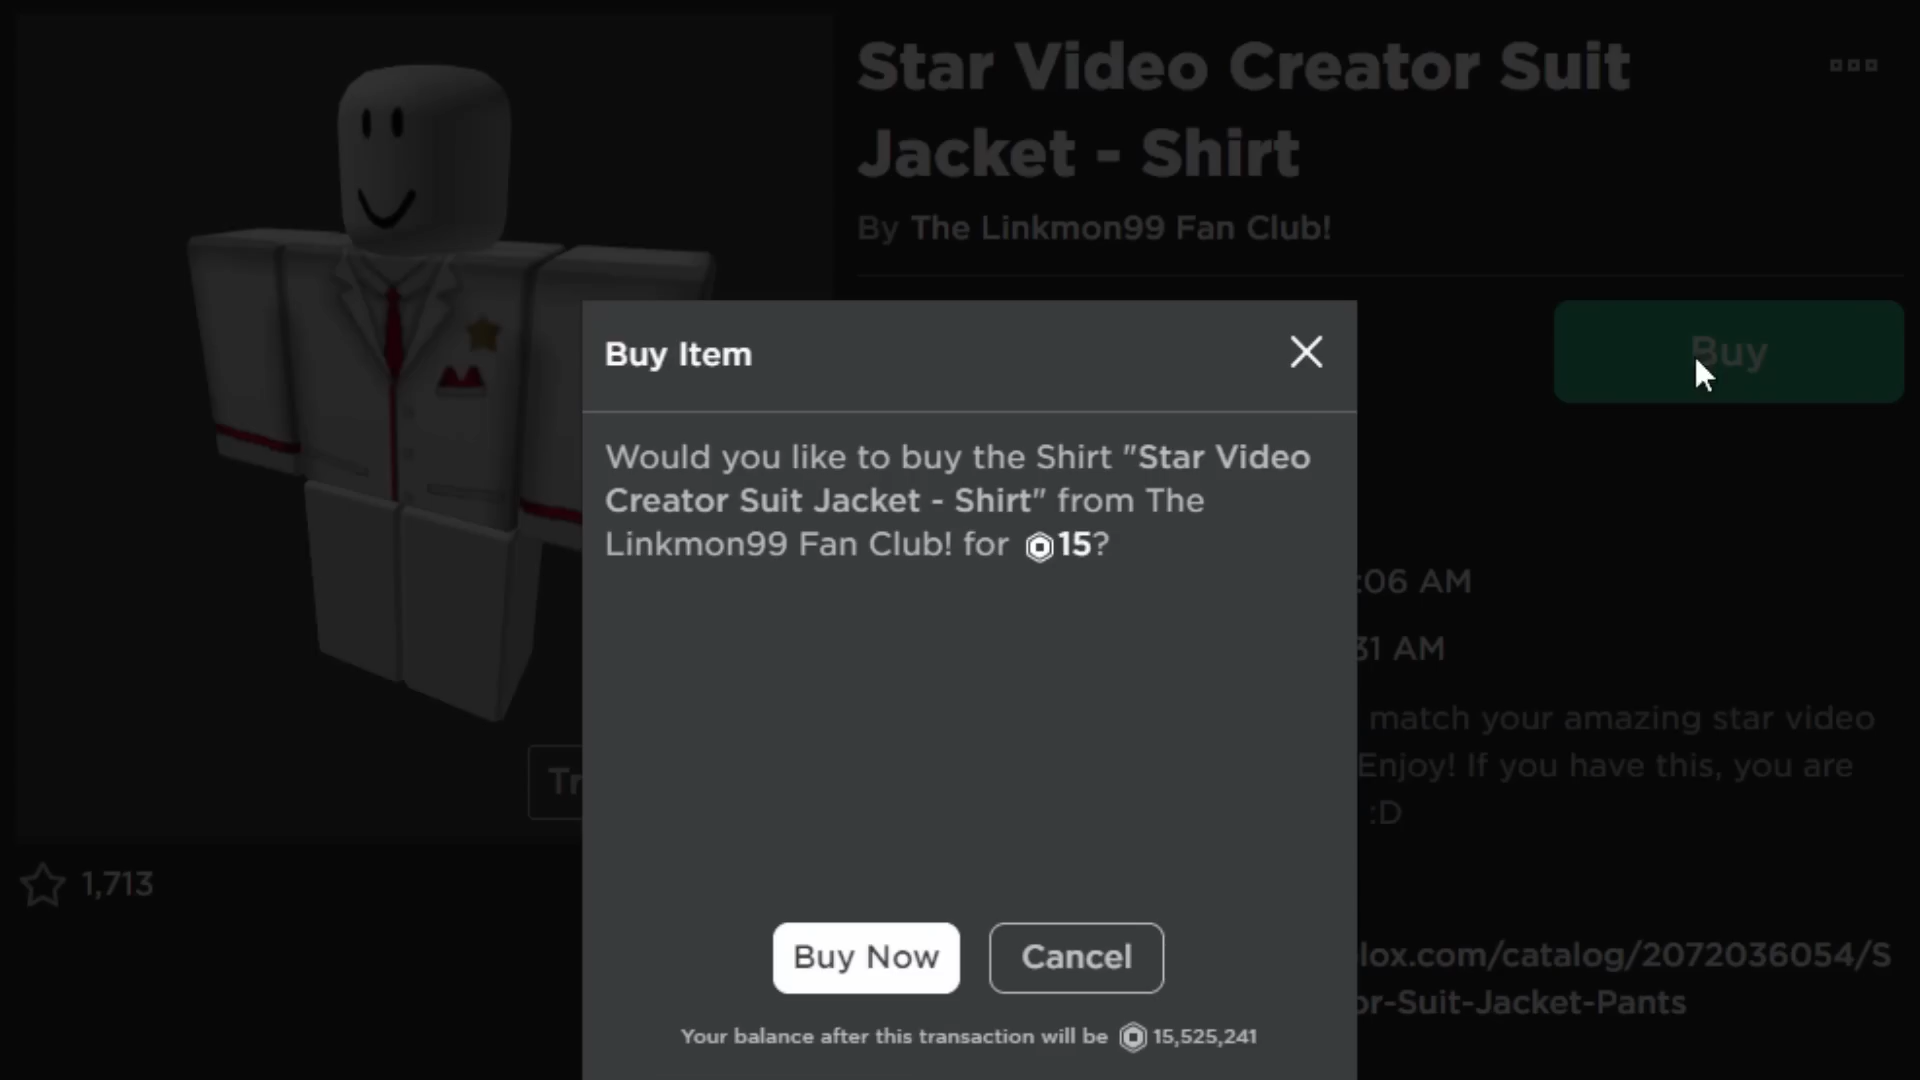 Star Video Creator Suit
Jacket - Shirt
By The Linkmon99 Fan Club!
Buy
Buy Item
Would you like to buy the Shirt "Star Video
Creator Suit Jacket - Shirt" from The
Linkmon99 Fan Club! for 15?
:06 AM
31 AM
match your amazing star video
Enjoy! If you have this, you are
:D
Tr
1,713
Buy Now
Cancel
lox.com/catalog/2072036054/S
or-Suit-Jacket-Pants
Your balance after this transaction will be 15,525,241